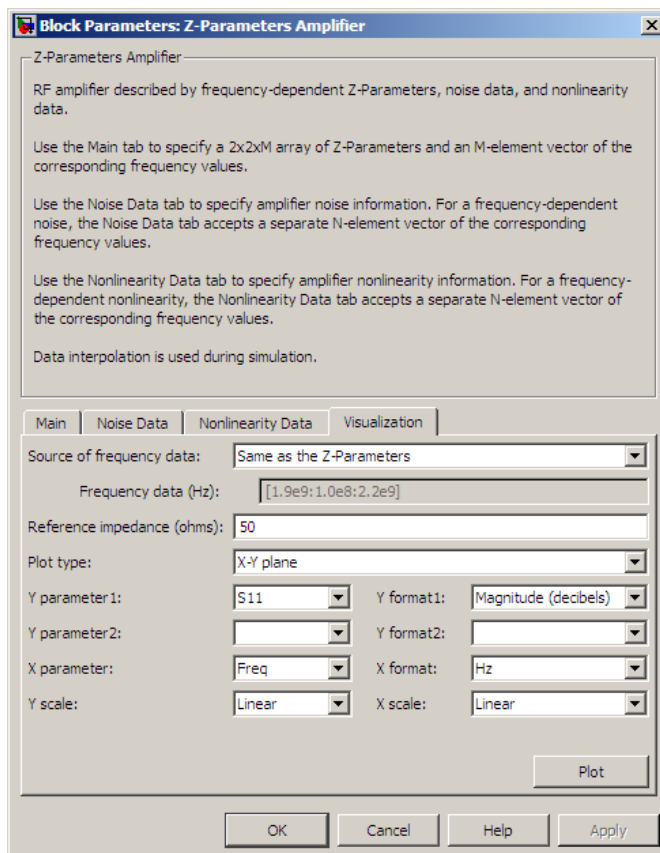 Block Parameters: Z-Parameters Amplifier
Z-Parameters Amplifier
RF amplifier described by frequency-dependent Z-Parameters, noise data, and nonlinearity
data.
Use the Main tab to specify a 2x2xM array of Z-Parameters and an M-element vector of the
corresponding frequency values.
Use the Noise Data tab to specify amplifier noise information. For a frequency-dependent
noise, the Noise Data tab accepts a separate N-element vector of the corresponding
frequency values.
Use the Nonlinearity Data tab to specify amplifier nonlinearity information. For a frequency-
dependent nonlinearity, the Nonlinearity Data tab accepts a separate N-element vector of
the corresponding frequency values.
Data interpolation is used during simulation.
Main Noise Data Nonlinearity Data Visualization
Source of frequency data: Same as the Z-Parameters
Frequency data (Hz): [1.9e9:1.0e8:2.2e9]
Reference impedance (ohms): 50
Plot type: X-Y plane
Y parameter1: S11 Y format1: Magnitude (decibels)
Y parameter2: Y format2:
X parameter: Freq X format: Hz
Y scale: Linear X scale: Linear
Plot
OK Cancel Help Apply